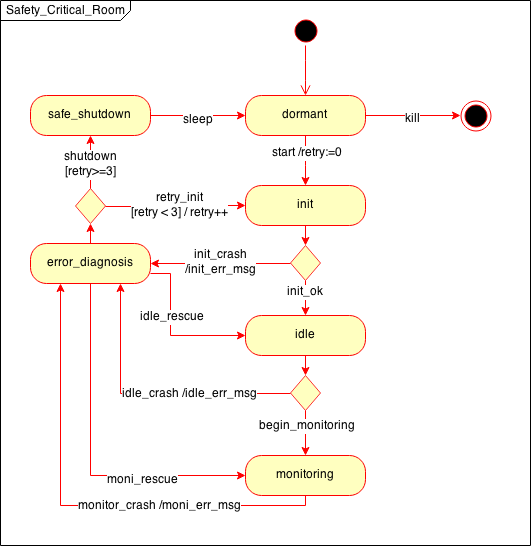 Safety_Critical_Room
safe_shutdown
sleep
dormant
kill
shutdown
[retry>=3]
start /retry:=0
retry_init
[retry < 3] / retry++
init
error_diagnosis
init_crash
/init_err_msg
init_ok
idle_rescue
idle
idle_crash /idle_err_msg
begin_monitoring
moni_rescue
monitoring
monitor_crash /moni_err_msg